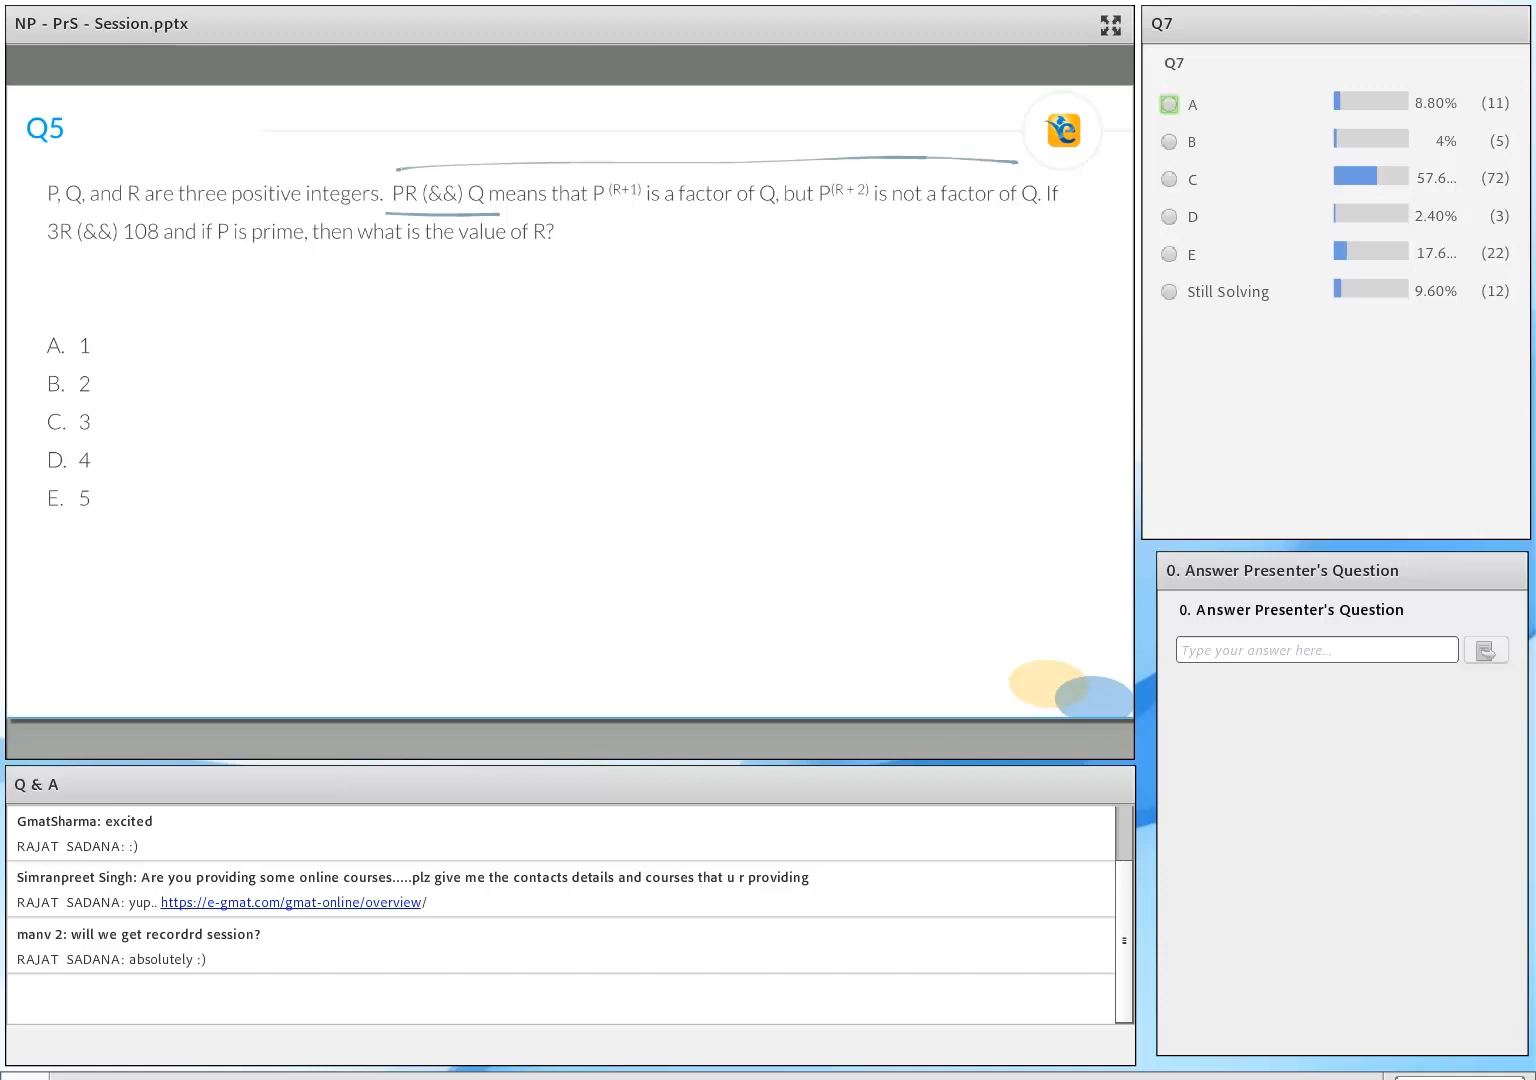 NP - PrS - Session.pptx
Q5
P, Q, and R are three positive integers. PR (&&) Q means that P (R+1) is a factor of Q, but P(R + 2) is not a factor of Q. If
3R (&&) 108 and if P is prime, then what is the value of R?
A. 1
B. 2
C. 3
D. 4
E. 5
Q & A
GmatSharma: excited
RAJAT SADANA: :)
Simranpreet Singh: Are you providing some online courses.....plz give me the contacts details and courses that u r providing
RAJAT SADANA: yup.. https://e-gmat.com/gmat-online/overview/
manv 2: will we get recordrd session?
RAJAT SADANA: absolutely :)
Q7
Q7
A 8.80% (11)
B 4% (5)
C 57.6... (72)
D 2.40% (3)
E 17.6... (22)
Still Solving 9.60% (12)
0. Answer Presenter's Question
0. Answer Presenter's Question
Type your answer here...